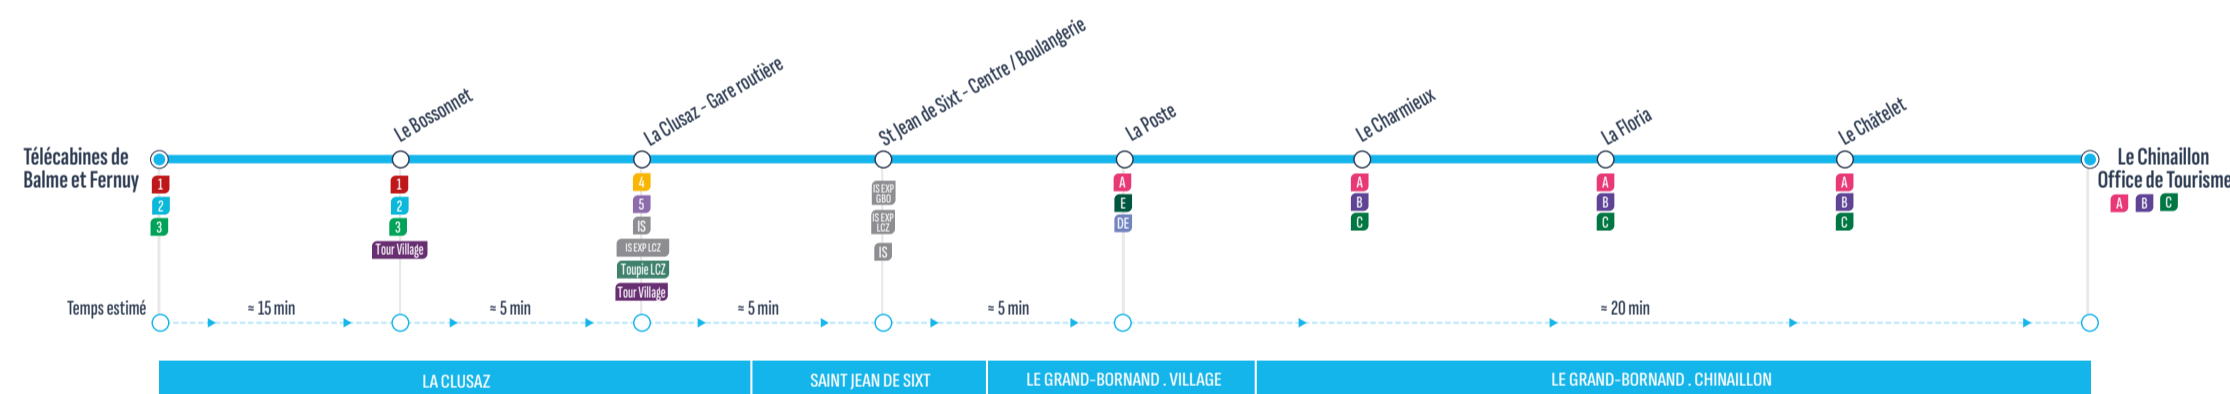 Télécabines de
Balme et Fernuy
1
2
3
Le Bossonnet
1
2
3
Tour Village
La Clusaz - Gare routière
4
5
IS
IS EXP LCZ
Toupie LCZ
Tour Village
St Jean de Sixt - Centre / Boulangerie
IS EXP
GBO
IS EXP
LCZ
IS
La Poste
A
E
DE
Le Charmieux
A
B
C
La Floria
A
B
C
Le Châtelet
A
B
C
Le Chinaillon
Office de Tourisme
A B C
Temps estimé
≈ 15 min
≈ 5 min
≈ 5 min
≈ 5 min
≈ 20 min
LA CLUSAZ
SAINT JEAN DE SIXT
LE GRAND-BORNAND . VILLAGE
LE GRAND-BORNAND . CHINAILLON